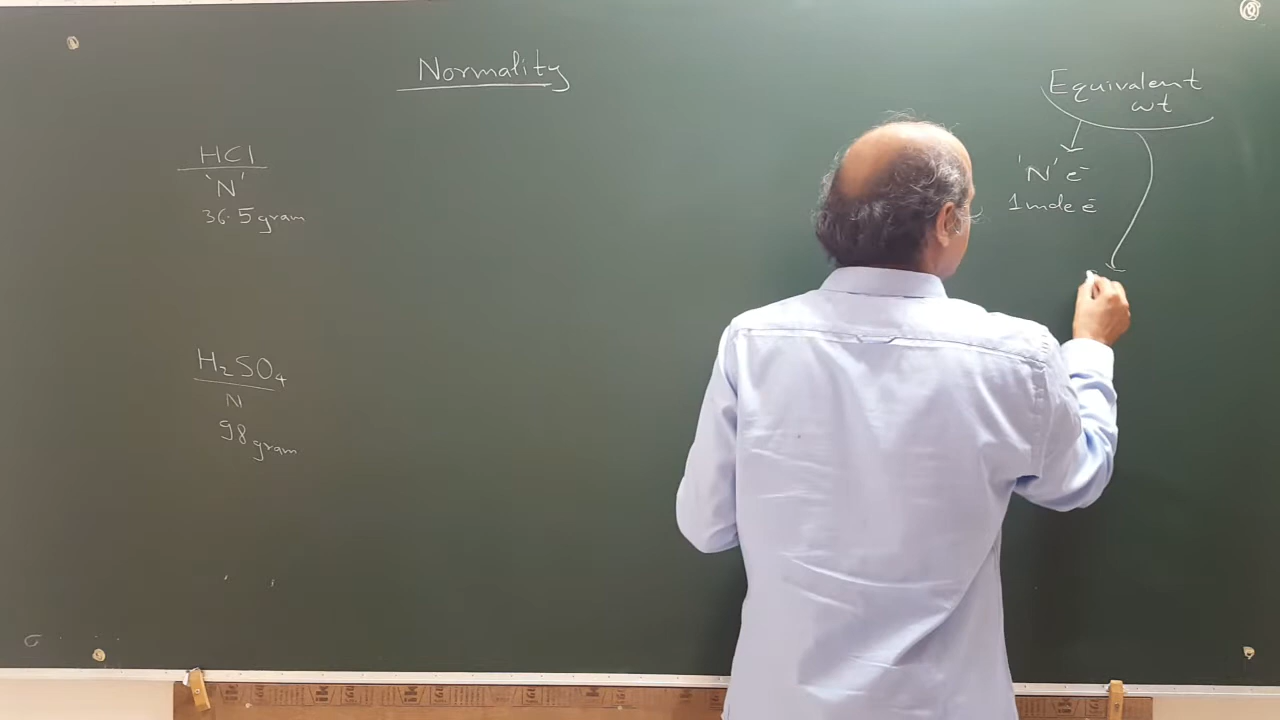 Normality
HCl
'N'
36.5 gram
H₂SO₄
N
98 gram
Equivalent
wt
'N' e⁻
1 mole e⁻